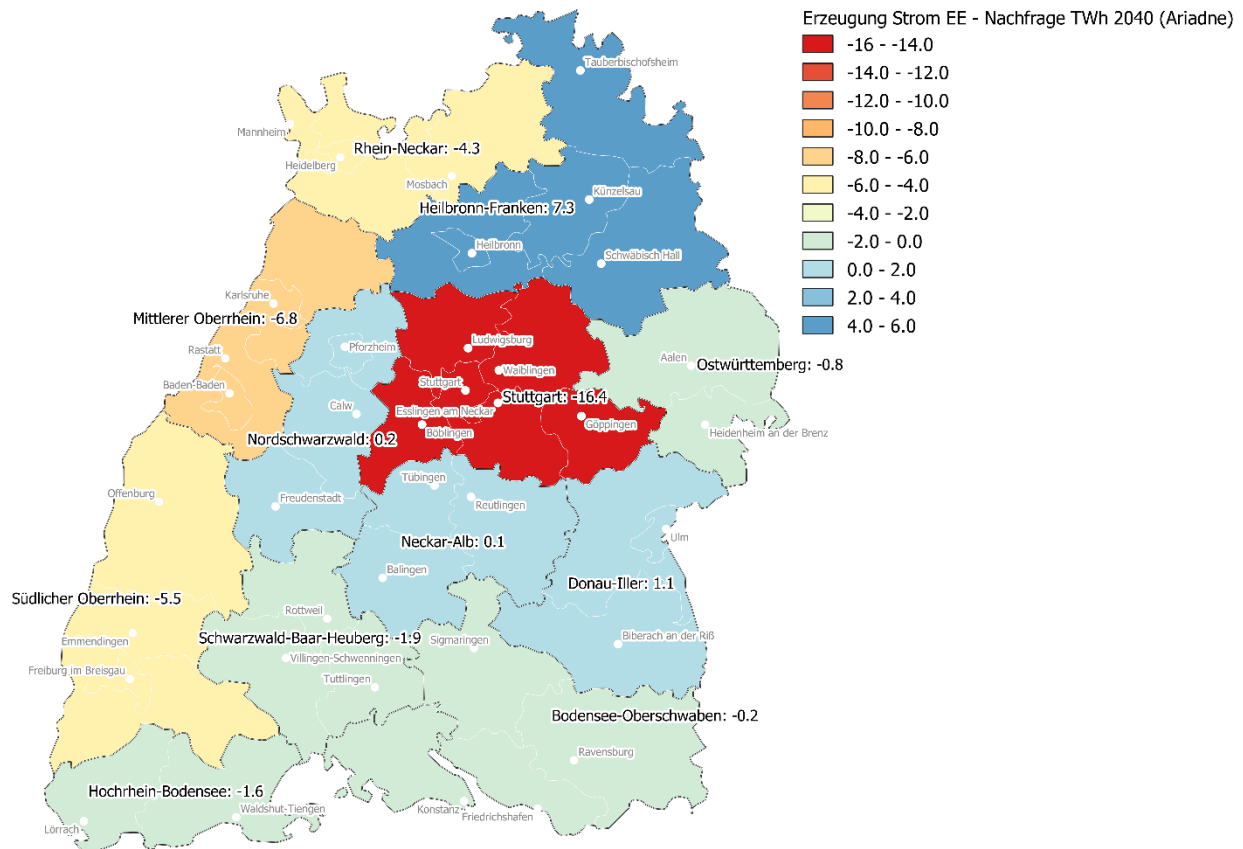 Erzeugung Strom EE - Nachfrage TWh 2040 (Ariadne)
-16 - -14.0
-14.0 - -12.0
-12.0 - -10.0
-10.0 - -8.0
-8.0 - -6.0
-6.0 - -4.0
-4.0 - -2.0
-2.0 - 0.0
0.0 - 2.0
2.0 - 4.0
4.0 - 6.0
Tauberbischofsheim
Mannheim
Rhein-Neckar: -4.3
Heidelberg
Mosbach
Künzelsau
Heilbronn-Franken: 7.3
Heilbronn
Schwäbisch Hall
Karlsruhe
Mittlerer Oberrhein: -6.8
Pforzheim
Ludwigsburg
Rastatt
Aalen
Ostwürttemberg: -0.8
Waiblingen
Baden-Baden
Stuttgart
Stuttgart: -16.4
Calw
Esslingen am Neckar
Göppingen
Heidenheim an der Brenz
Böblingen
Nordschwarzwald: 0.2
Tübingen
Offenburg
Freudenstadt
Reutlingen
Ulm
Neckar-Alb: 0.1
Balingen
Donau-Iller: 1.1
Südlicher Oberrhein: -5.5
Rottweil
Emmendingen
Schwarzwald-Baar-Heuberg: -1.9
Sigmaringen
Biberach an der Riß
Villingen-Schwenningen
Freiburg im Breisgau
Tuttlingen
Bodensee-Oberschwaben: -0.2
Ravensburg
Hochrhein-Bodensee: -1.6
Waldshut-Tiengen
Konstanz
Friedrichshafen
Lörrach